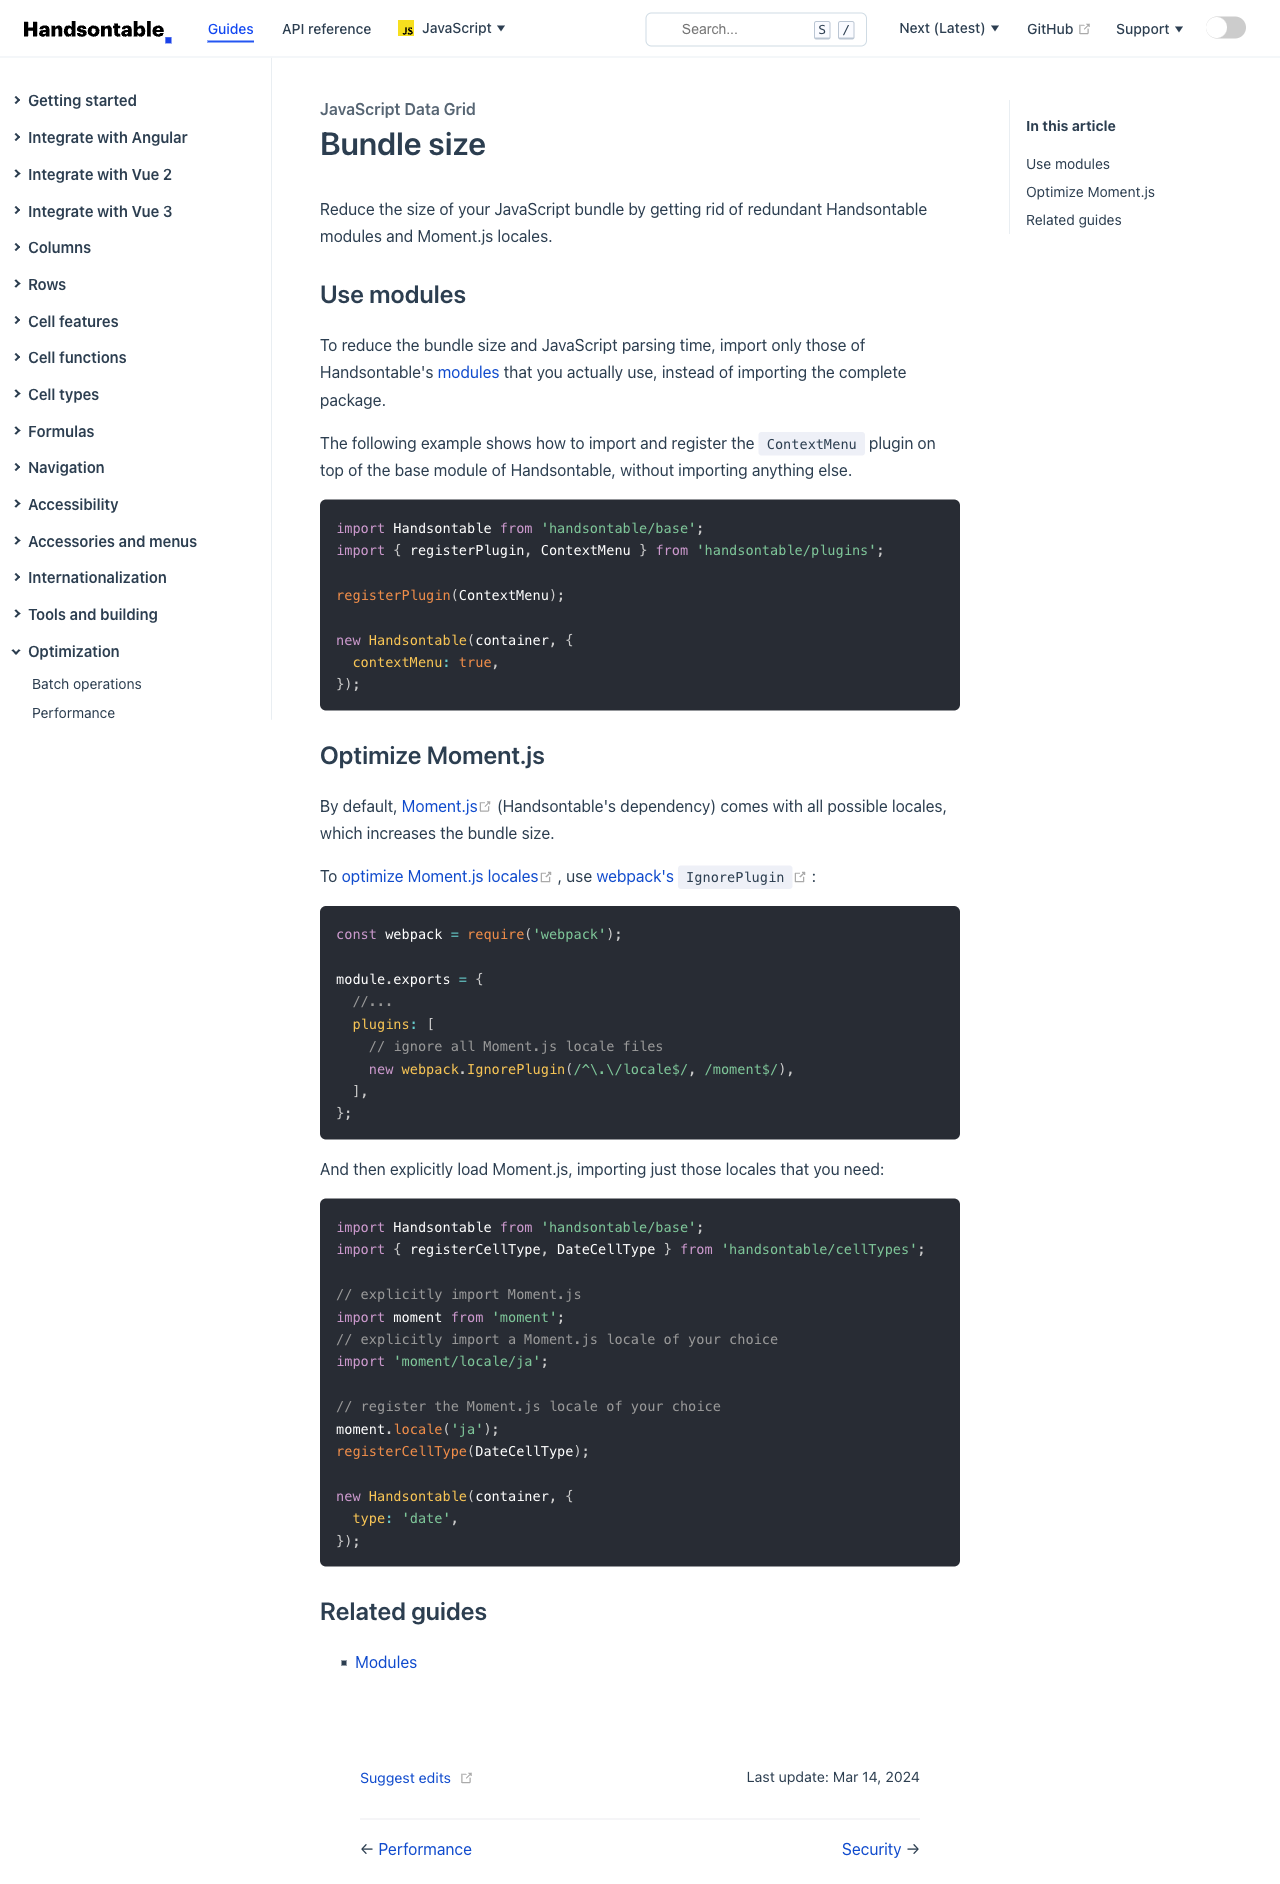 Handsontable
Guides
API reference
JS JavaScript
Search...
S
/
Next (Latest)
GitHub
Support
Getting started
Integrate with Angular
Integrate with Vue 2
Integrate with Vue 3
Columns
Rows
Cell features
Cell functions
Cell types
Formulas
Navigation
Accessibility
Accessories and menus
Internationalization
Tools and building
Optimization
Batch operations
Performance
JavaScript Data Grid
Bundle size
Reduce the size of your JavaScript bundle by getting rid of redundant Handsontable
modules and Moment.js locales.
Use modules
To reduce the bundle size and JavaScript parsing time, import only those of
Handsontable's modules that you actually use, instead of importing the complete
package.
The following example shows how to import and register the ContextMenu plugin on
top of the base module of Handsontable, without importing anything else.
import Handsontable from 'handsontable/base';
import { registerPlugin, ContextMenu } from 'handsontable/plugins';
registerPlugin(ContextMenu);
new Handsontable(container, {
contextMenu: true,
});
Optimize Moment.js
By default, Moment.js (Handsontable's dependency) comes with all possible locales,
which increases the bundle size.
To optimize Moment.js locales , use webpack's IgnorePlugin :
const webpack = require('webpack');
module.exports = {
//...
plugins: [
// ignore all Moment.js locale files
new webpack.IgnorePlugin(/^\.\/locale$/, /moment$/),
],
};
And then explicitly load Moment.js, importing just those locales that you need:
import Handsontable from 'handsontable/base';
import { registerCellType, DateCellType } from 'handsontable/cellTypes';
// explicitly import Moment.js
import moment from 'moment';
// explicitly import a Moment.js locale of your choice
import 'moment/locale/ja';
// register the Moment.js locale of your choice
moment.locale('ja');
registerCellType(DateCellType);
new Handsontable(container, {
type: 'date',
});
Related guides
Modules
Suggest edits
Last update: Mar 14, 2024
← Performance
Security →
In this article
Use modules
Optimize Moment.js
Related guides